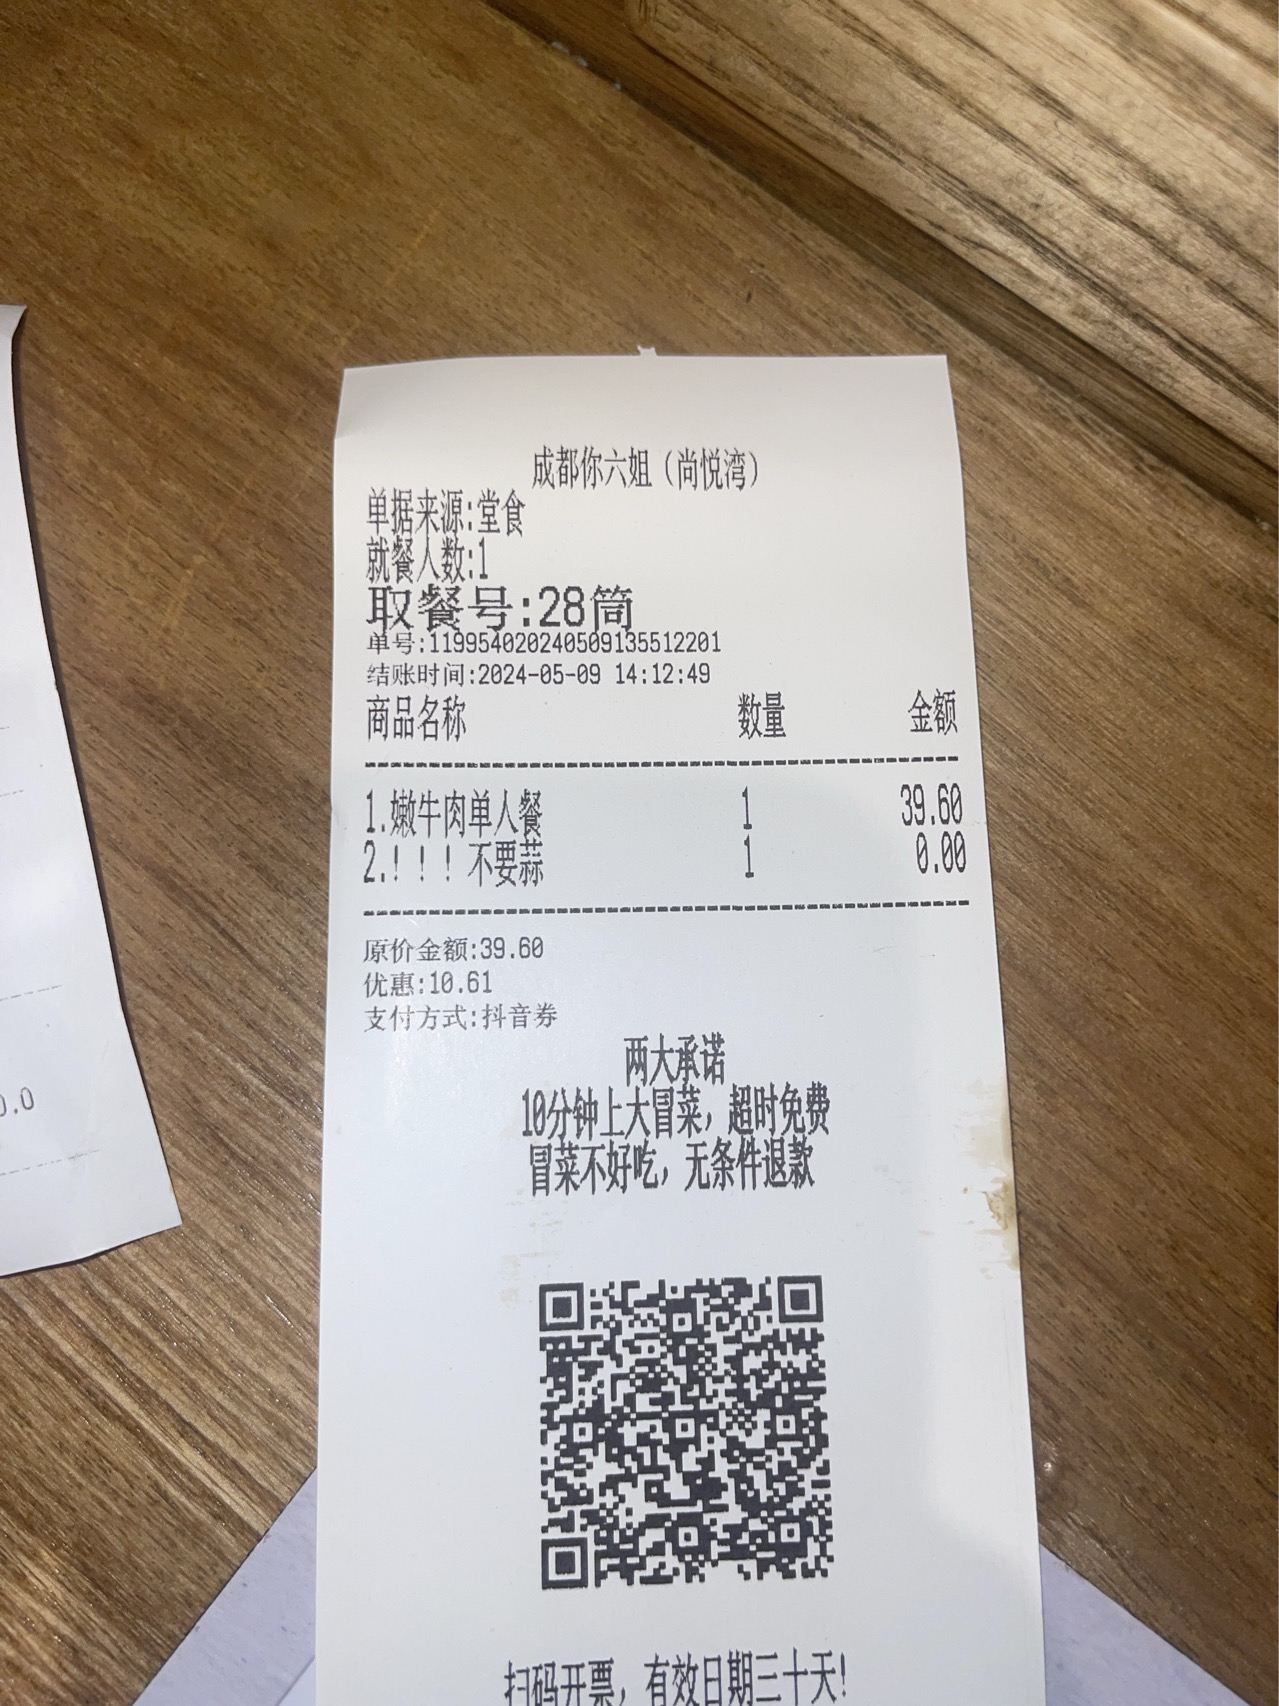 成都你六姐（尚悦湾）
单据来源:堂食
就餐人数:1
取餐号:28筒
单号:119954020240509135512201
结账时间:2024-05-09 14:12:49
商品名称 数量 金额
1.嫩牛肉单人餐 1 39.60
2.！！！不要蒜 1 0.00
原价金额:39.60
优惠:10.61
支付方式:抖音券
两大承诺
10分钟上大冒菜，超时免费
冒菜不好吃，无条件退款
扫码开票，有效日期三十天!